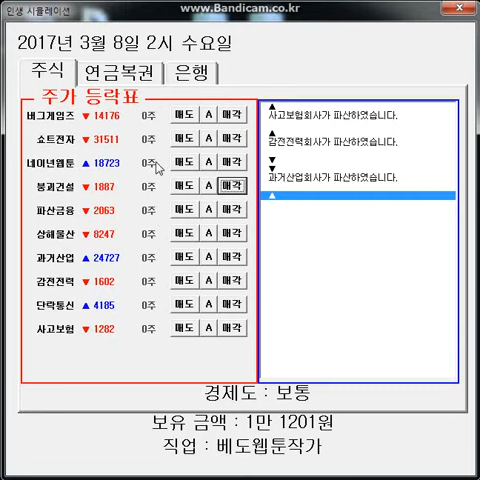 www.Bandicam.co.kr
인생 시뮬레이션
2017년 3월 8일 2시 수요일
주식 연금복권 은행
주가 등락표
버그게임즈 ▼ 14176 0주 매도 A 매각
쇼트전자 ▼ 31511 0주 매도 A 매각
네이년웹툰 ▲ 18723 0주 매도 A 매각
붕괴건설 ▼ 1887 0주 매도 A 매각
파산금융 ▼ 2063 0주 매도 A 매각
상해물산 ▼ 8247 0주 매도 A 매각
과거산업 ▲ 24727 0주 매도 A 매각
감전전력 ▼ 1602 0주 매도 A 매각
단락통신 ▲ 4185 0주 매도 A 매각
사고보험 ▼ 1282 0주 매도 A 매각
▲
사고보험회사가 파산하였습니다.
▲
감전전력회사가 파산하였습니다.
▼
▼
과거산업회사가 파산하였습니다.
▲
경제도 : 보통
보유 금액 : 1만 1201원
직업 : 베도웹툰작가